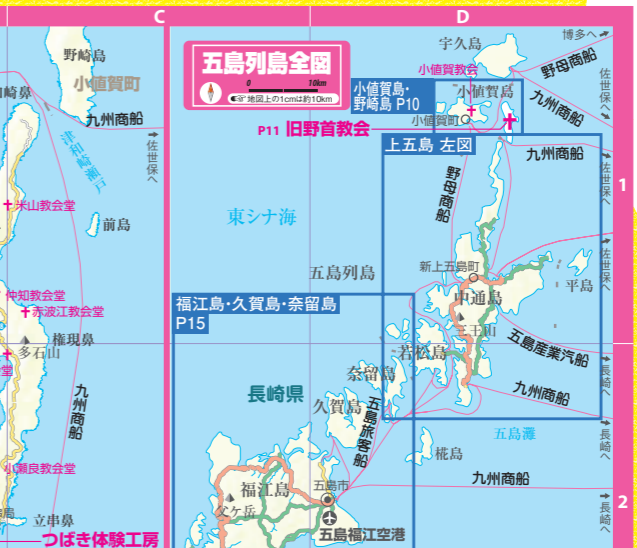 C
D
野崎島
小値賀町
九州商船
佐世保へ
津和崎瀬戸
米山教会堂
前島
仲知教会堂
赤波江教会堂
権現鼻
多石山
九州商船
小瀬良教会堂
立串鼻
つばき体験工房
五島列島全図
0 10km
地図上の1cmは約10km
宇久島
博多へ
小値賀教会
野母商船
佐世保へ
小値賀島・
野崎島 P10
小値賀島
小値賀町
九州商船
P11 旧野首教会
上五島 左図
九州商船
佐世保へ
1
野母商船
東シナ海
五島列島
新上五島町
中通島
平島
佐世保へ
三王山
福江島・久賀島・奈留島
P15
若松島
五島産業汽船
長崎へ
奈留島
長崎県
久賀島
五島旅客船
九州商船
五島灘
長崎へ
椛島
九州商船
2
福江島
五島市
父ケ岳
長崎へ
五島福江空港